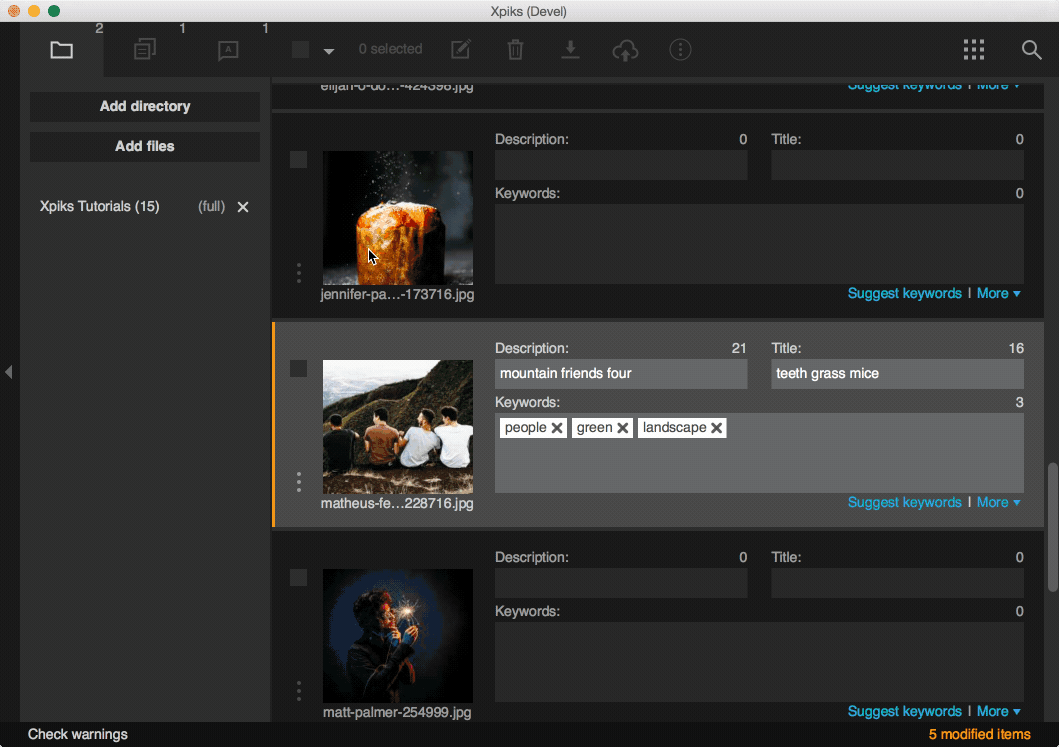 Xpiks (Devel)
2
1
1
A
0 selected
Add directory
Add files
Xpiks Tutorials (15) (full)
elijah-o-do...-424398.jpg
Suggest keywords | More
Description: 0
Title: 0
Keywords: 0
jennifer-pa...-173716.jpg
Suggest keywords | More
Description: 21
Title: 16
mountain friends four
teeth grass mice
Keywords: 3
people
green
landscape
matheus-fe...228716.jpg
Suggest keywords | More
Description: 0
Title: 0
Keywords: 0
matt-palmer-254999.jpg
Suggest keywords | More
Check warnings
5 modified items